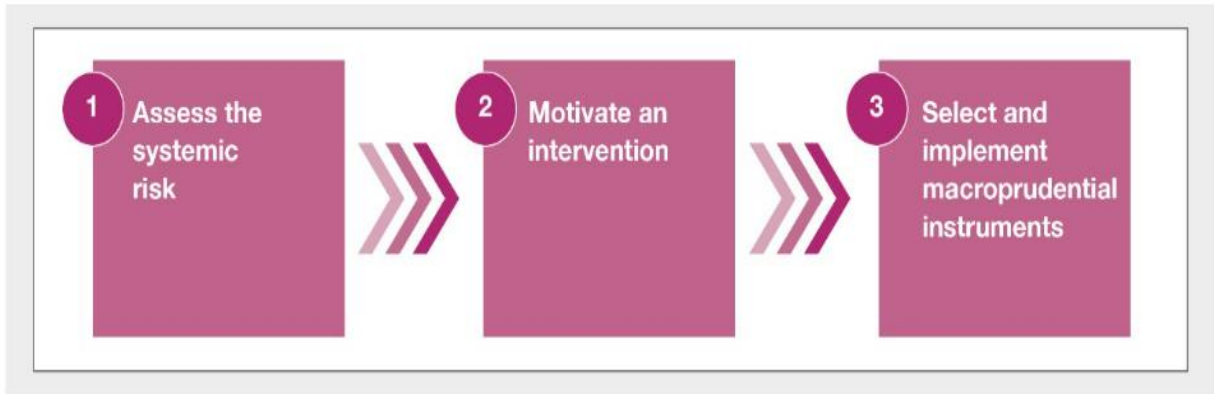 1
Assess the
systemic
risk
2
Motivate an
intervention
3
Select and
implement
macroprudential
instruments